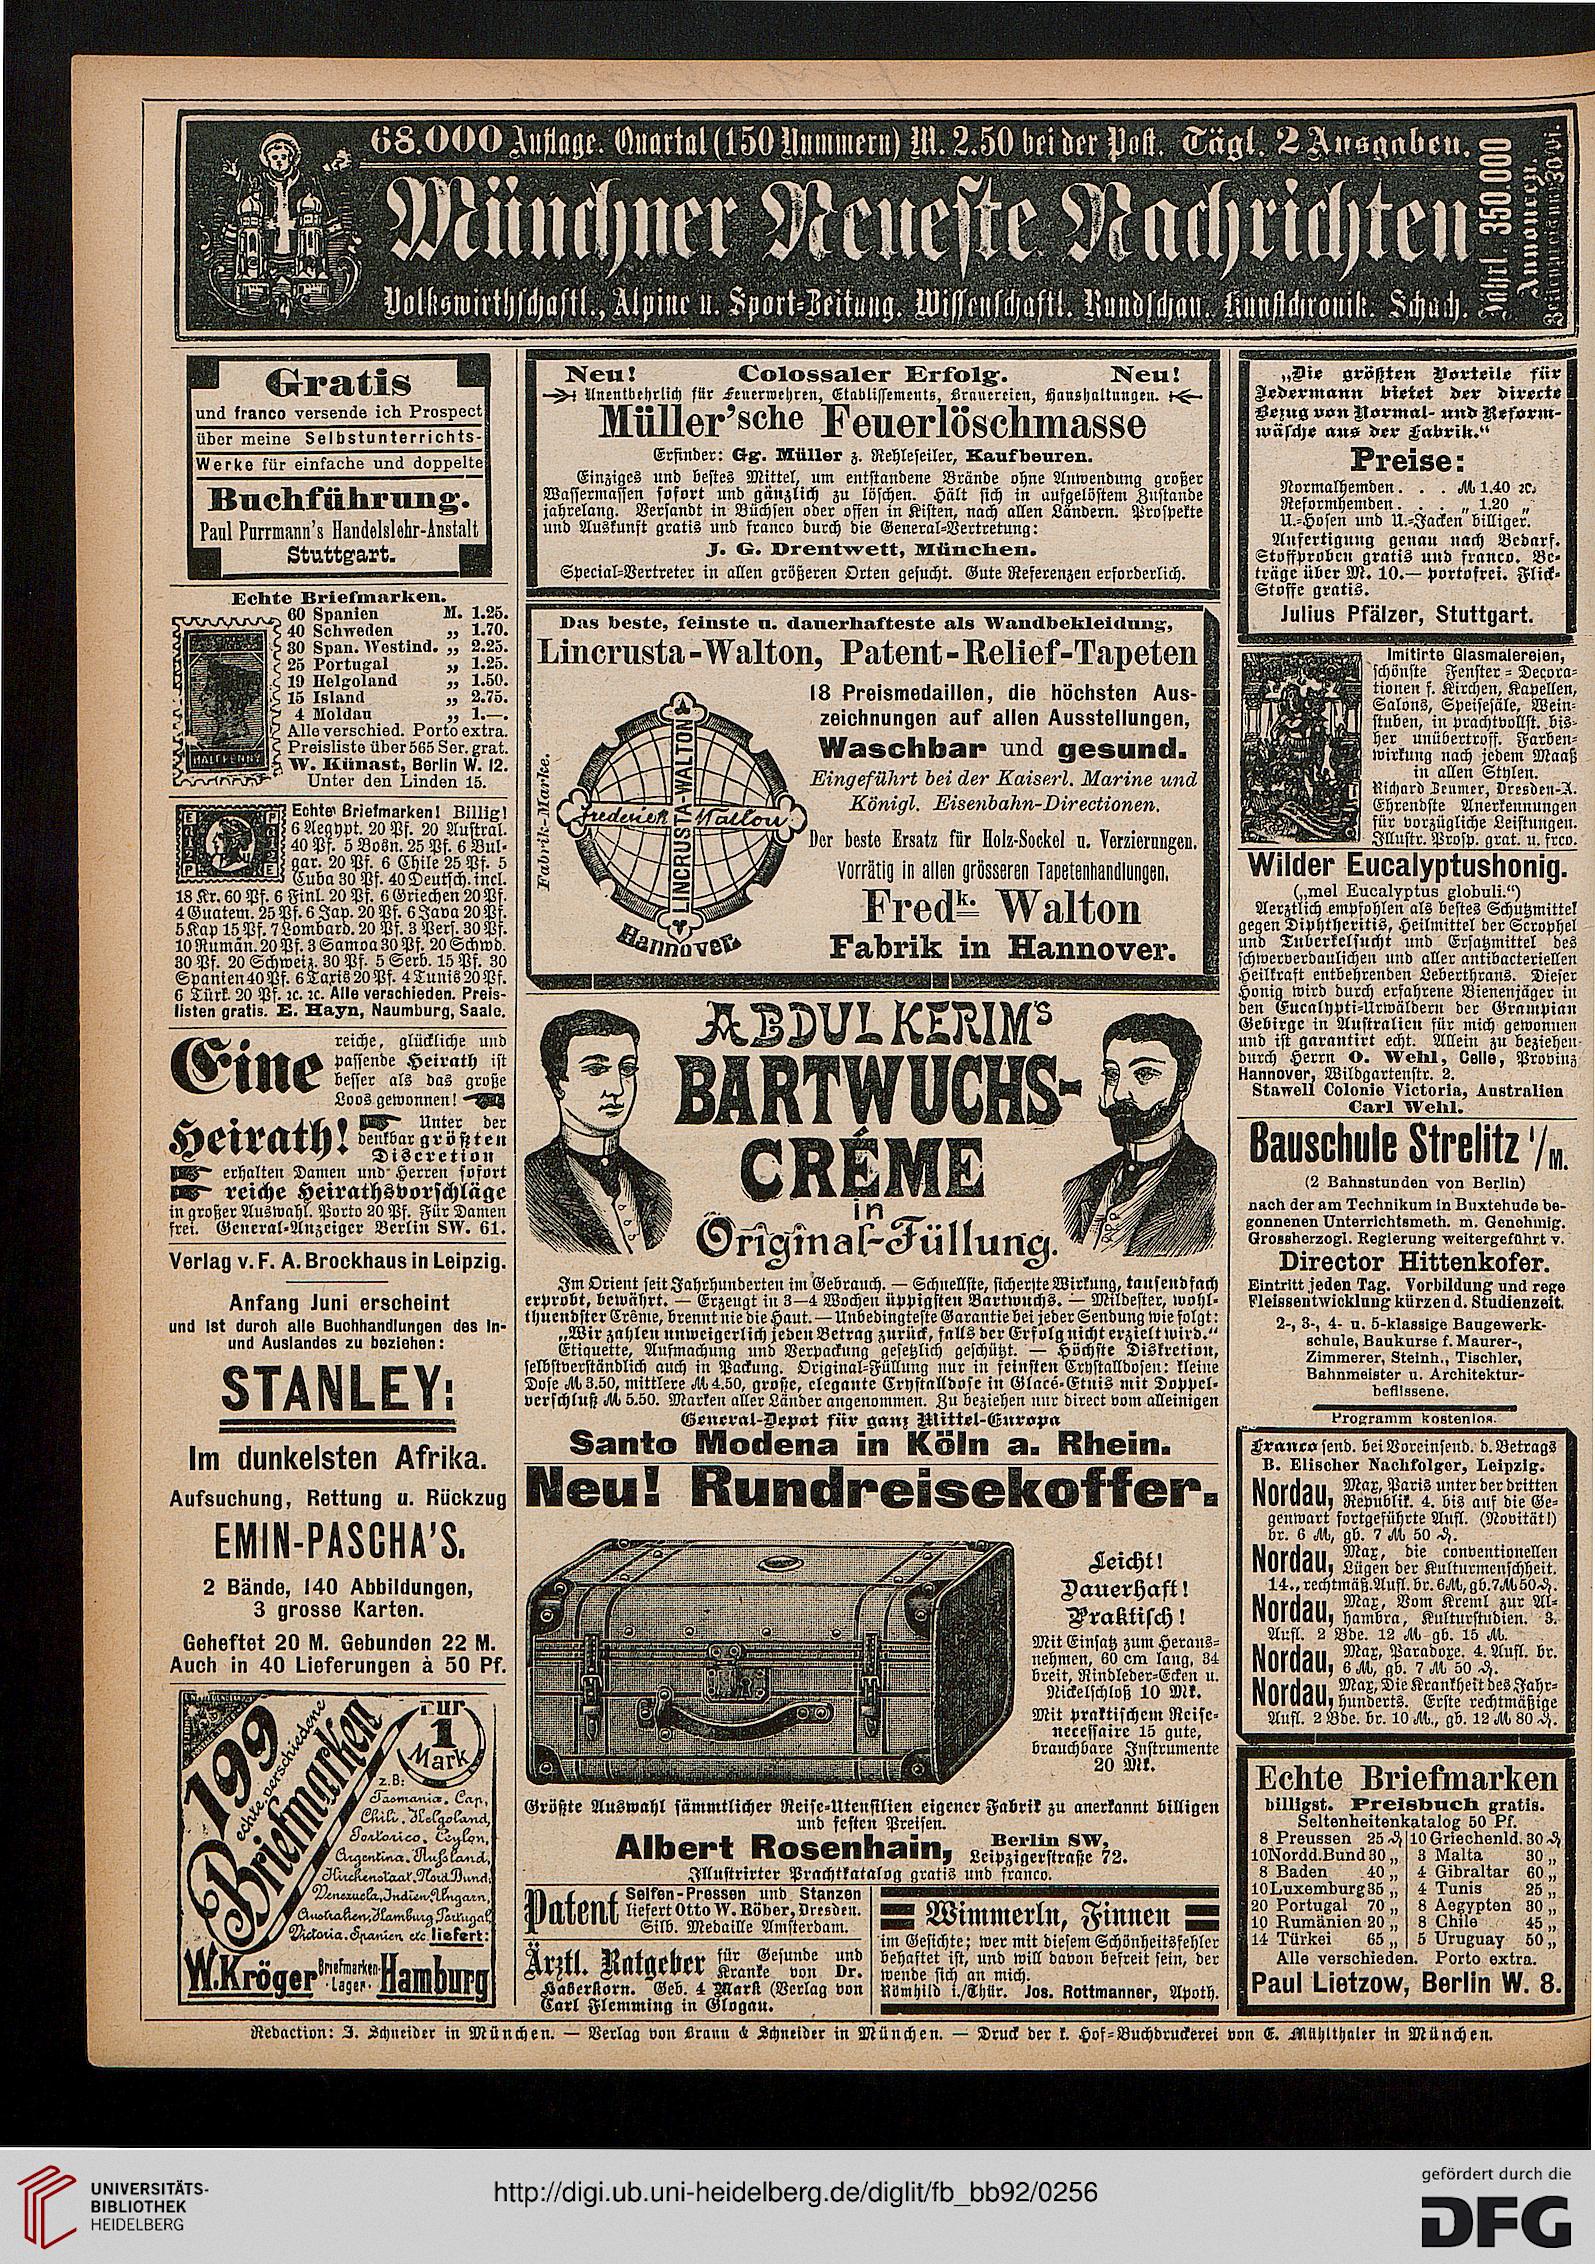 68.000 Auflage. Quartal (150 Nummern) M. 2.50 bei der Post. Tägl. 2 Ausgaben.
Münchner Neueste Nachrichten
Volkswirthschaftl., Alpine u. Sport-Zeitung. Wissenschaftl. Rundschau. Kunstchronik. Schach.
Jährl. 350.000
Annoncen.
Gratis
und franco versende ich Prospect
über meine Selbstunterrichts-
Werke für einfache und doppelte
Buchführung.
Paul Purrmann's Handelslehr-Anstalt
Stuttgart.
Echte Briefmarken.
60 Spanien M. 1.25.
40 Schweden „ 1.70.
30 Span. Westind. „ 2.25.
25 Portugal „ 1.25.
19 Helgoland „ 1.50.
15 Island „ 2.75.
4 Moldau „ 1.—.
Alle verschied. Porto extra.
Preisliste über 565 Ser. grat.
W. Künast, Berlin W. 12.
Unter den Linden 15.
Echte Briefmarken! Billig!
6 Aegypt. 20 Pf. 20 Austral.
40 Pf. 5 Bosn. 25 Pf. 6 Bul-
gar. 20 Pf. 6 Chile 25 Pf. 5
Cuba 30 Pf. 40 Deutsch. incl.
18 Kr. 60 Pf. 6 Finl. 20 Pf. 6 Griechen 20 Pf.
4 Guatem. 25 Pf. 6 Jap. 20 Pf. 6 Java 20 Pf.
5 Kap 15 Pf. 7 Lombard. 20 Pf. 3 Pers. 30 Pf.
10 Rumän. 20 Pf. 3 Samoa 30 Pf. 20 Schwd.
30 Pf. 20 Schweiz. 30 Pf. 5 Serb. 15 Pf. 30
Spanien 40 Pf. 6 Taxis 20 Pf. 4 Tunis 20 Pf.
6 Türk. 20 Pf. ꝛc. ꝛc. Alle verschieden. Preis-
listen gratis. E. Hayn, Naumburg, Saale.
Eine reiche, glückliche und
passende Heirath ist
besser als das große
Loos gewonnen!
Heirath! Unter der
denkbar größten
Discretion
erhalten Damen und Herren sofort
reiche Heirathsvorschläge
in großer Auswahl. Porto 20 Pf. Für Damen
frei. General-Anzeiger Berlin SW. 61.
Verlag v. F. A. Brockhaus in Leipzig.
Anfang Juni erscheint
und ist durch alle Buchhandlungen des In-
und Auslandes zu beziehen:
STANLEY:
Im dunkelsten Afrika.
Aufsuchung, Rettung u. Rückzug
EMIN-PASCHA'S.
2 Bände, 140 Abbildungen,
3 grosse Karten.
Geheftet 20 M. Gebunden 22 M.
Auch in 40 Lieferungen à 50 Pf.
199
echte, verschiedene
Briefmarken
nur
1
Mark
z. B:
Tasmania. Cap,
Chili, Helgoland,
Portorico, Ceylon,
Argentina. Rußland,
Kirchenstaat, Nord. Bund,
Venezuela, Indien, Ungarn,
Australien, Hamburg, Portugal,
Victoria. Spanien etc liefert:
W. Kröger Briefmarken-Lager. Hamburg
Neu! Colossaler Erfolg. Neu!
Unentbehrlich für Feuerwehren, Etablissements, Brauereien, Haushaltungen.
Müller'sche Feuerlöschmasse
Erfinder: Gg. Müller z. Rehleseiler, Kaufbeuren.
Einziges und bestes Mittel, um entstandene Brände ohne Anwendung großer
Wassermassen sofort und gänzlich zu löschen. Hält sich in aufgelöstem Zustande
jahrelang. Versandt in Büchsen oder offen in Kisten, nach allen Ländern. Prospekte
und Auskunft gratis und franco durch die General-Vertretung:
J. G. Drentwett, München.
Special-Vertreter in allen größeren Orten gesucht. Gute Referenzen erforderlich.
Das beste, feinste u. dauerhafteste als Wandbekleidung,
Lincrusta-Walton, Patent-Relief-Tapeten
Fabrik-Marke.
LINCRUSTA-WALTON
Frederick Walton
Hannover
18 Preismedaillen, die höchsten Aus-
zeichnungen auf allen Ausstellungen,
Waschbar und gesund.
Eingeführt bei der Kaiserl. Marine und
Königl. Eisenbahn-Directionen.
Der beste Ersatz für Holz-Sockel u. Verzierungen.
Vorrätig in allen grösseren Tapetenhandlungen.
Fredk. Walton
Fabrik in Hannover.
ABDUL KERIM'S
BARTWUCHS-
CRÉME
in
Original-Füllung.
Im Orient seit Jahrhunderten im Gebrauch. — Schnellste, sicherste Wirkung, tausendfach
erprobt, bewährt. — Erzeugt in 3—4 Wochen üppigsten Bartwuchs. — Mildester, wohl-
thuendster Crême, brennt nie die Haut. — Unbedingteste Garantie bei jeder Sendung wie folgt:
„Wir zahlen unweigerlich jeden Betrag zurück, falls der Erfolg nicht erzielt wird.“
Etiquette, Aufmachung und Verpackung gesetzlich geschützt. — Höchste Diskretion,
selbstverständlich auch in Packung. Original-Füllung nur in feinsten Crystalldosen: kleine
Dose M 3.50, mittlere M 4.50, große, elegante Crystalldose in Glacé-Etuis mit Doppel-
verschluß M 5.50. Marken aller Länder angenommen. Zu beziehen nur direct vom alleinigen
General-Depot für ganz Mittel-Europa
Santo Modena in Köln a. Rhein.
Neu! Rundreisekoffer.
Leicht!
Dauerhaft!
Praktisch!
Mit Einsatz zum Heraus-
nehmen, 60 cm lang, 34
breit, Rindleder-Ecken u.
Nickelschloß 10 Mk.
Mit praktischem Reise-
necessaire 15 gute,
brauchbare Instrumente
20 Mk.
Größte Auswahl sämmtlicher Reise-Utensilien eigener Fabrik zu anerkannt billigen
und festen Preisen.
Albert Rosenhain, Berlin SW, Leipzigerstraße 72.
Illustrirter Prachtkatalog gratis und franco.
Patent Seifen-Pressen und Stanzen
liefert Otto W. Röber, Dresden.
Silb. Medaille Amsterdam.
Ärztl. Ratgeber für Gesunde und
Kranke von Dr.
Haberkorn. Geb. 4 Mark (Verlag von
Carl Flemming in Glogau.
Wimmerln, Finnen
im Gesichte; wer mit diesem Schönheitsfehler
behaftet ist, und will davon befreit sein, der
wende sich an mich.
Römhild i./Thür. Jos. Rottmanner, Apoth.
„Die größten Vorteile für
Jedermann bietet der directe
Bezug von Normal- und Reform-
wäsche aus der Fabrik.“
Preise:
Normalhemden . . . M 1,40 ꝛc.
Reformhemden . . . „ 1.20 „
U.-Hosen und U.-Jacken billiger.
Anfertigung genau nach Bedarf.
Stoffproben gratis und franco. Be-
träge über M. 10.— portofrei. Flick-
Stoffe gratis.
Julius Pfälzer, Stuttgart.
Imitirte Glasmalereien,
schönste Fenster-Decora-
tionen f. Kirchen, Kapellen,
Salons, Speisesäle, Wein-
stuben, in prachtvollst. bis-
her unübertroff. Farben-
wirkung nach jedem Maaß
in allen Stylen.
Richard Zeumer, Dresden-A.
Ehrendste Anerkennungen
für vorzügliche Leistungen.
Illustr. Prosp. grat. u. frco.
Wilder Eucalyptushonig.
(„mel Eucalyptus globuli.“)
Aerztlich empfohlen als bestes Schutzmittel
gegen Diphtheritis, Heilmittel der Scrophel
und Tuberkelsucht und Ersatzmittel des
schwerverdaulichen und aller antibacteriellen
Heilkraft entbehrenden Leberthrans. Dieser
Honig wird durch erfahrene Bienenjäger in
den Eucalypti-Urwäldern der Grampian
Gebirge in Australien für mich gewonnen
und ist garantirt echt. Allein zu beziehen
durch Herrn O. Wehl, Celle, Provinz
Hannover, Wildgartenstr. 2.
Stawell Colonie Victoria, Australien
Carl Wehl.
Bauschule Strelitz i/M.
(2 Bahnstunden von Berlin)
nach der am Technikum in Buxtehude be-
gonnenen Unterrichtsmeth. m. Genehmig.
Grossherzogl. Regierung weitergeführt v.
Director Hittenkofer.
Eintritt jeden Tag. Vorbildung und rege
Fleissentwicklung kürzen d. Studienzeit.
2-, 3-, 4- u. 5-klassige Baugewerk-
schule, Baukurse f. Maurer-,
Zimmerer, Steinh., Tischler,
Bahnmeister u. Architektur-
beflissene.
Programm kostenlos.
Franco send. bei Voreinsend. d. Betrags
B. Elischer Nachfolger, Leipzig.
Nordau, Max, Paris unter der dritten
Republik. 4. bis auf die Ge-
genwart fortgeführte Aufl. (Novität!)
br. 6 M, gb. 7 M 50 ₰.
Nordau, Max, die conventionellen
Lügen der Kulturmenschheit.
14., rechtmäß. Aufl. br. 6 M, gb. 7 M 50 ₰.
Nordau, Max, Vom Kreml zur Al-
hambra, Kulturstudien. 3.
Aufl. 2 Bde. 12 M gb. 15 M.
Nordau, Max, Paradoxe. 4. Aufl. br.
6 M, gb. 7 M 50 ₰.
Nordau, Max, Die Krankheit des Jahr-
hunderts. Erste rechtmäßige
Aufl. 2 Bde. br. 10 M., gb. 12 M 80 ₰.
Echte Briefmarken
billigst. Preisbuch gratis.
Seltenheitenkatalog 50 Pf.
8 Preussen 25 ₰ 10 Griechenld. 30 ₰
10 Nordd. Bund 30 „ 3 Malta 30 „
8 Baden 40 „ 4 Gibraltar 60 „
10 Luxemburg 35 „ 4 Tunis 25 „
20 Portugal 70 „ 8 Aegypten 30 „
10 Rumänien 20 „ 8 Chile 45 „
14 Türkei 65 „ 5 Uruguay 50 „
Alle verschieden. Porto extra.
Paul Lietzow, Berlin W. 8.
Redaction: J. Schneider in München. — Verlag von Braun & Schneider in München. — Druck der k. Hof-Buchdruckerei von E. Mühlthaler in München.
UNIVERSITÄTS-
BIBLIOTHEK
HEIDELBERG
http://digi.ub.uni-heidelberg.de/diglit/fb_bb92/0256
gefördert durch die
DFG